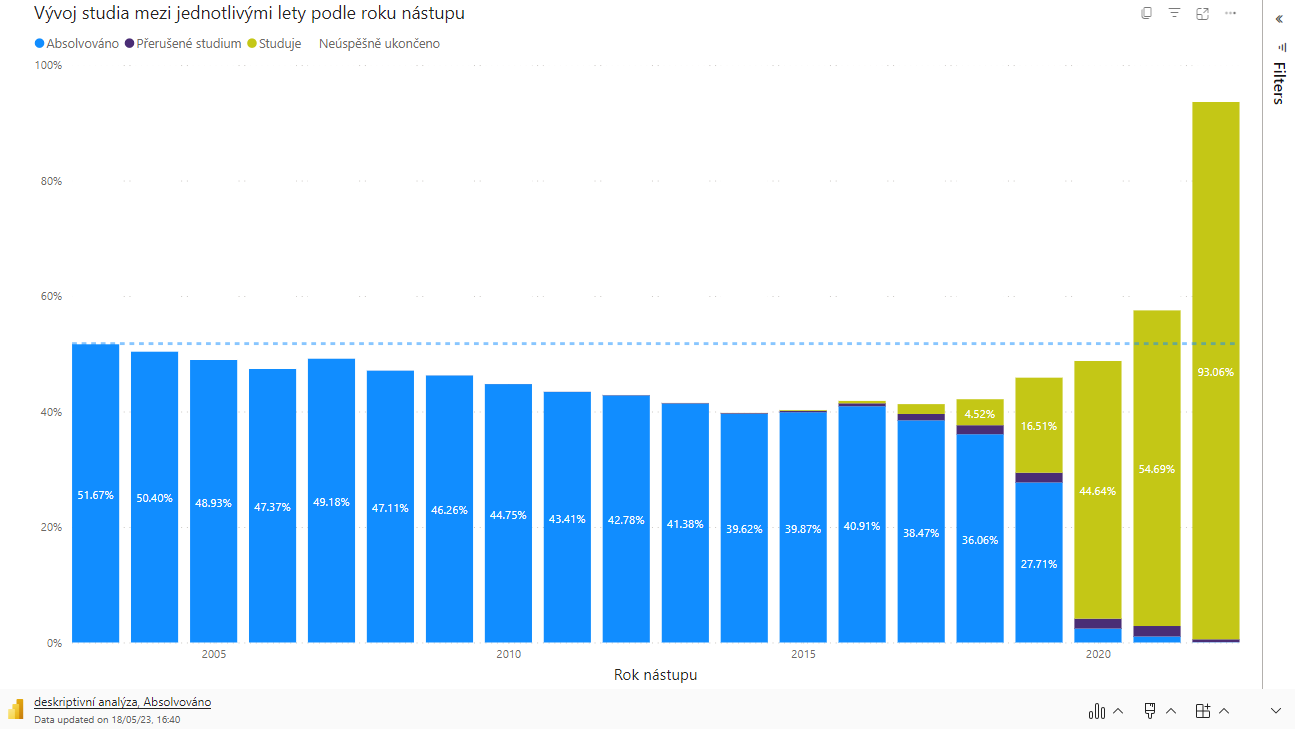 Vývoj studia mezi jednotlivými lety podle roku nástupu
Absolvováno Přerušené studium Studuje Neúspěšně ukončeno
100%
80%
60%
40%
20%
0%
51.67% 50.40% 48.93% 47.37% 49.18% 47.11% 46.26% 44.75% 43.41% 42.78% 41.38% 39.62% 39.87% 40.91% 38.47% 36.06% 4.52% 27.71% 16.51% 44.64% 54.69% 93.06%
2005 2010 2015 2020
Rok nástupu
Filters
deskriptivní analýza, Absolvováno
Data updated on 18/05/23, 16:40